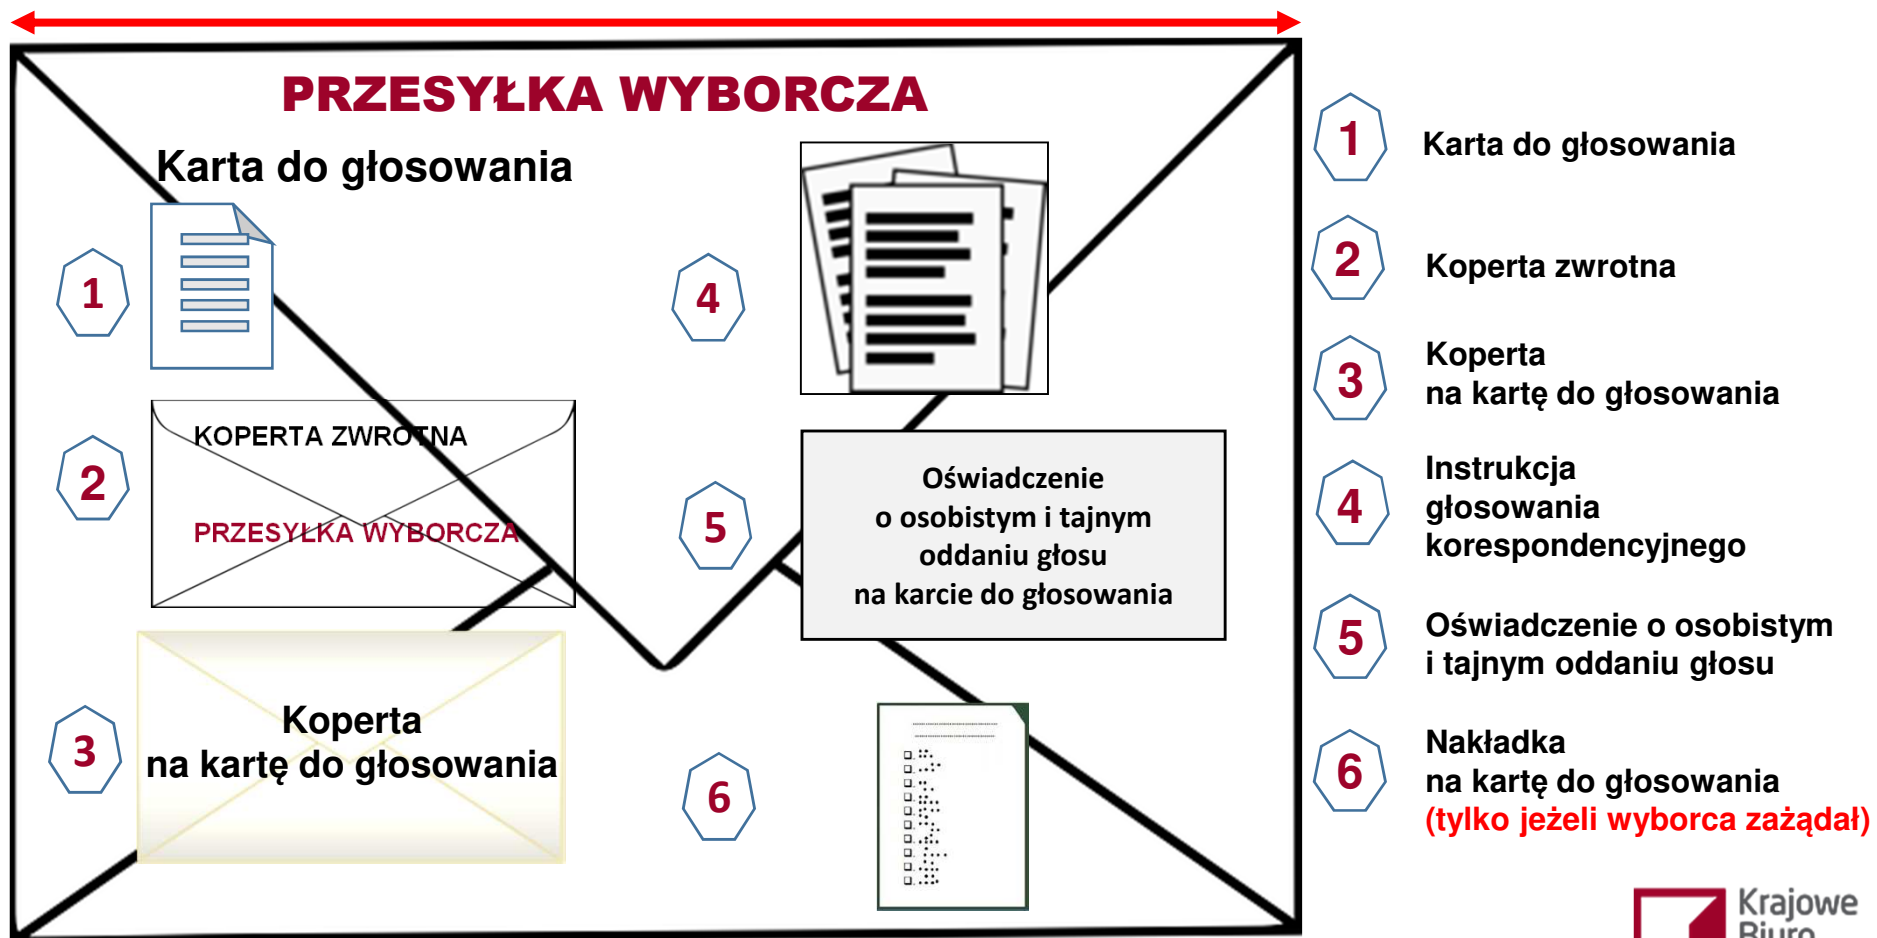 PRZESYŁKA WYBORCZA
Karta do głosowania
1
2
KOPERTA ZWROTNA
PRZESYŁKA WYBORCZA
3
Koperta
na kartę do głosowania
4
5
Oświadczenie
o osobistym i tajnym
oddaniu głosu
na karcie do głosowania
6
1
Karta do głosowania
2
Koperta zwrotna
3
Koperta
na kartę do głosowania
4
Instrukcja
głosowania
korespondencyjnego
5
Oświadczenie o osobistym
i tajnym oddaniu głosu
6
Nakładka
na kartę do głosowania
(tylko jeżeli wyborca zażądał)
Krajowe
Biuro